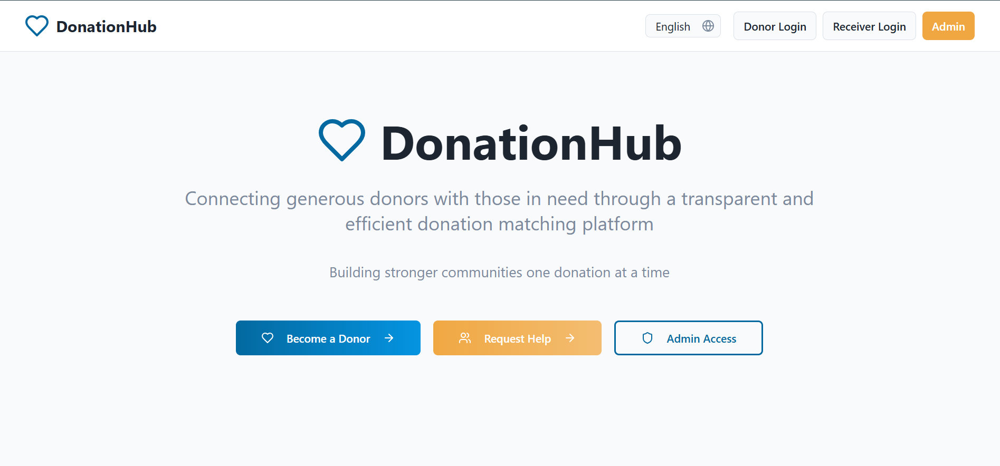 DonationHub
English
Donor Login
Receiver Login
Admin
DonationHub
Connecting generous donors with those in need through a transparent and
efficient donation matching platform
Building stronger communities one donation at a time
Become a Donor
Request Help
Admin Access